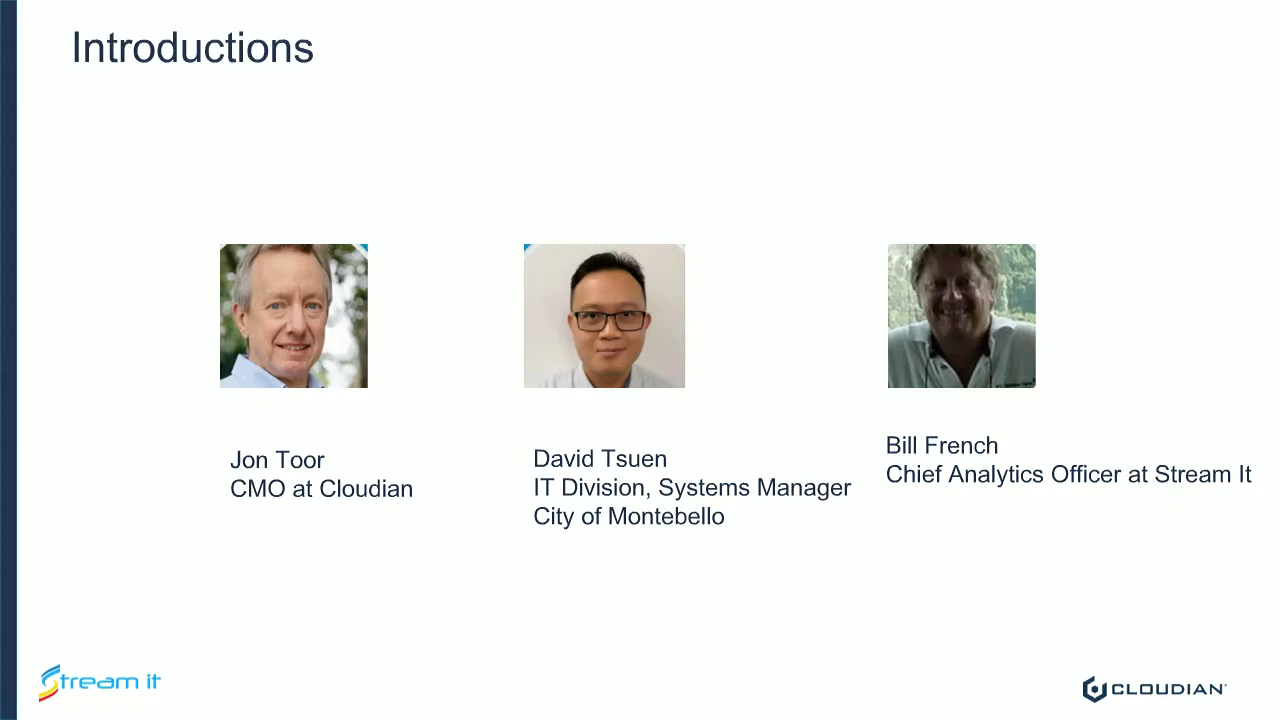 Introductions
Jon Toor
CMO at Cloudian
David Tsuen
IT Division, Systems Manager
City of Montebello
Bill French
Chief Analytics Officer at Stream It
Stream it
CLOUDIAN